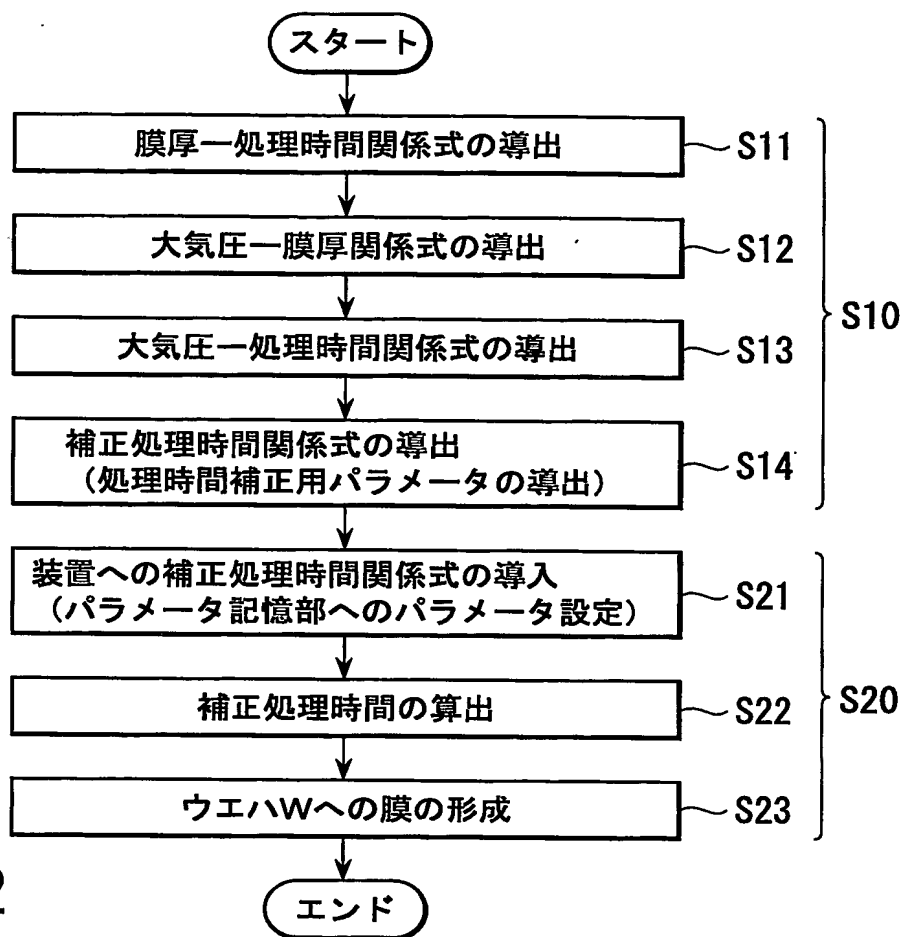 スタート
膜厚ー処理時間関係式の導出
S11
大気圧ー膜厚関係式の導出
S12
大気圧ー処理時間関係式の導出
S13
S10
補正処理時間関係式の導出
(処理時間補正用パラメータの導出)
S14
装置への補正処理時間関係式の導入
(パラメータ記憶部へのパラメータ設定)
S21
補正処理時間の算出
S22
S20
ウエハWへの膜の形成
S23
エンド
2